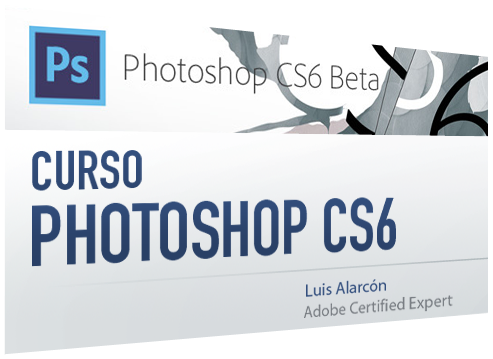 Ps
Photoshop CS6 Beta
CURSO
PHOTOSHOP CS6
Luis Alarcón
Adobe Certified Expert